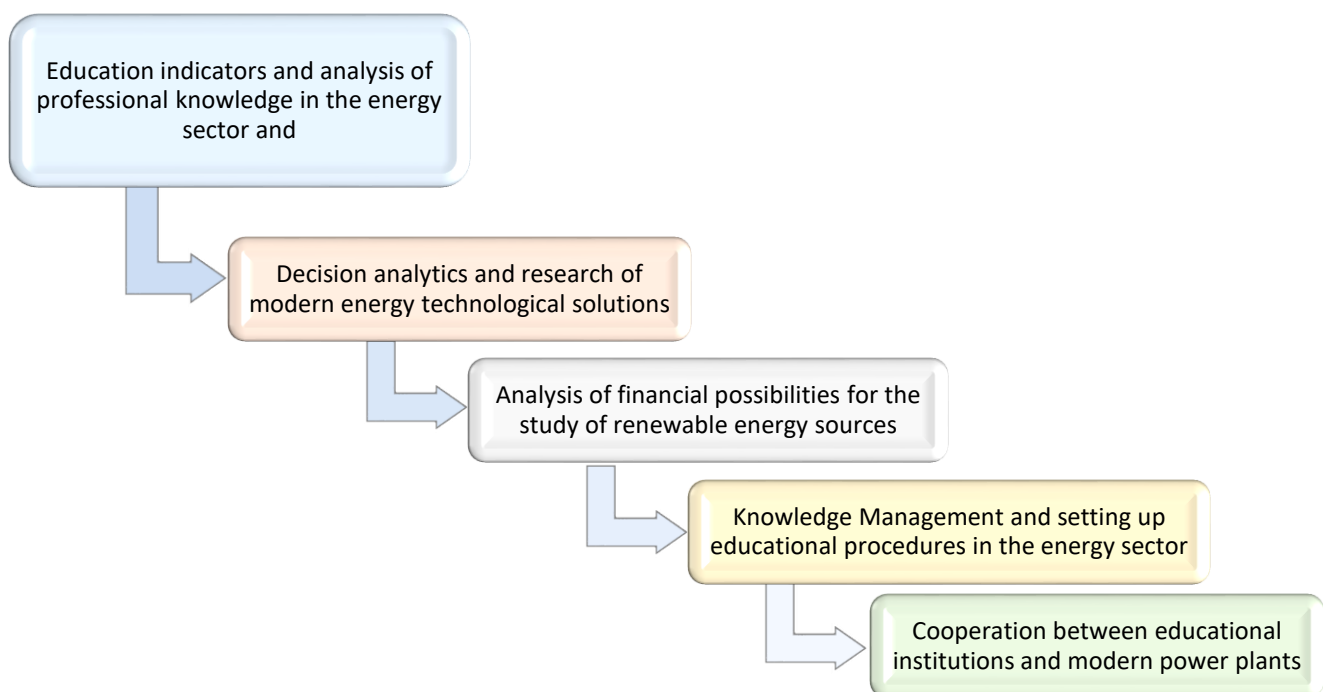 Education indicators and analysis of
professional knowledge in the energy
sector and
Decision analytics and research of
modern energy technological solutions
Analysis of financial possibilities for the
study of renewable energy sources
Knowledge Management and setting up
educational procedures in the energy sector
Cooperation between educational
institutions and modern power plants